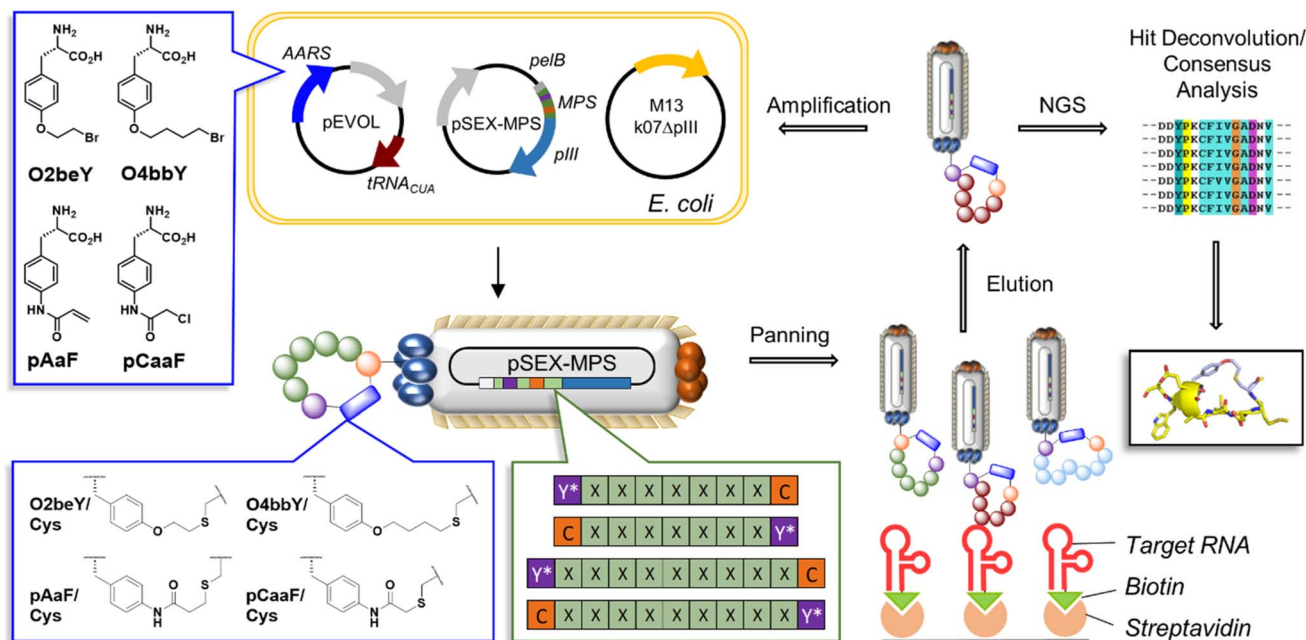 NH2
CO2H
O
Br
O2beY
NH2
CO2H
O
Br
O4bbY
NH2
CO2H
HN
O
pAaF
NH2
CO2H
HN
O
Cl
pCaaF
AARS
pEVOL
tRNACUA
pelB
pSEX-MPS
MPS
pIII
M13
k07ΔpIII
E. coli
Amplification
NGS
Hit Deconvolution/
Consensus
Analysis
-- DDYPKCFIVGADNV --
-- DDYPKCFIVGADNV --
-- DDYPKCFIVGADNV --
-- DDYPKCFIVGADNV --
-- DDYPKCFVVGADNV --
-- DDYPKCFIVGADNV --
-- DDYPKCFIVGADNV --
-- DDYPKCFIVGADNV --
Elution
Panning
pSEX-MPS
O2beY/
Cys
O
S
O4bbY/
Cys
O
S
pAaF/
Cys
N
H
O
S
pCaaF/
Cys
N
H
O
S
Y* X X X X X X X C
C X X X X X X X Y*
Y* X X X X X X X X X C
C X X X X X X X X X Y*
Target RNA
Biotin
Streptavidin